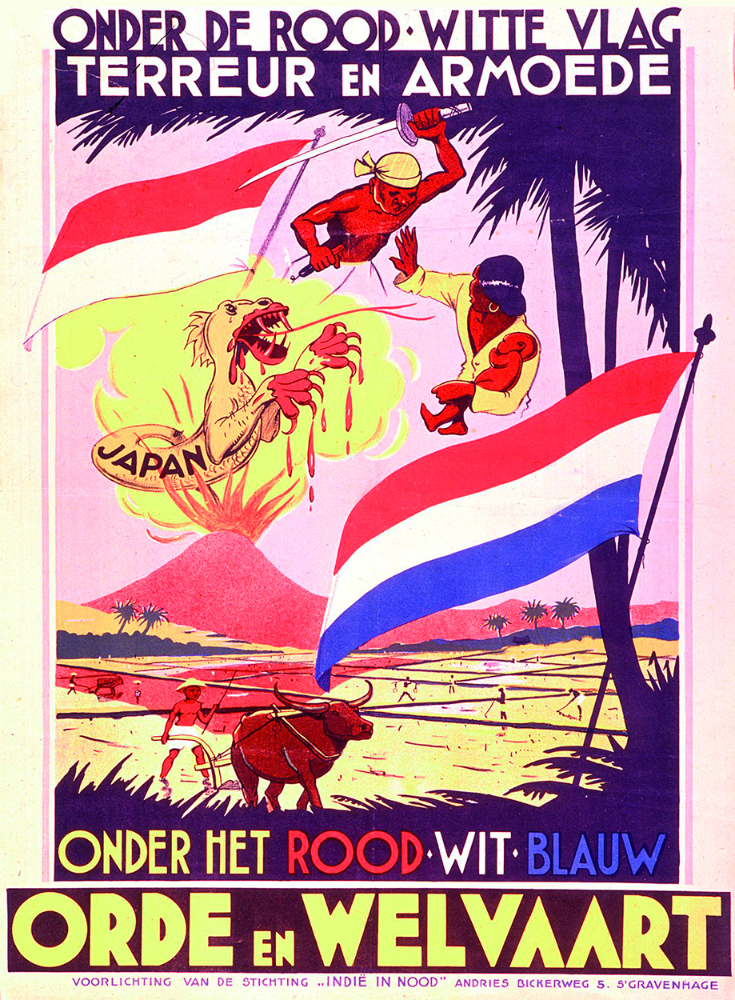 ONDER DE ROOD·WITTE VLAG
TERREUR EN ARMOEDE
JAPAN
ONDER HET ROOD·WIT·BLAUW
ORDE EN WELVAART
VOORLICHTING VAN DE STICHTING „INDIË IN NOOD" ANDRIES BICKERWEG 5. S'GRAVENHAGE